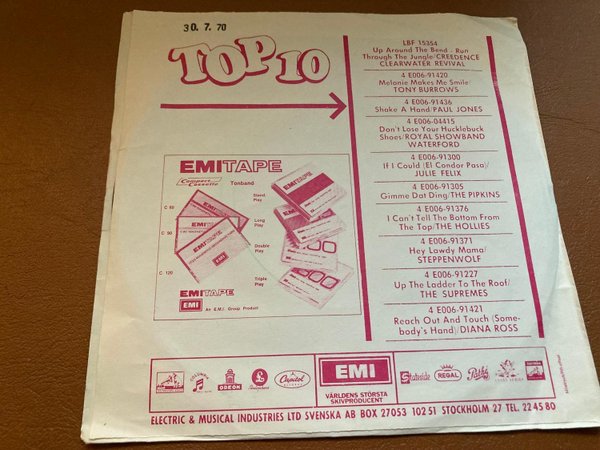 30. 7. 70
TOP 10
LBF 15354
Up Around The Bend - Run
Through The Jungle/CREEDENCE
CLEARWATER REVIVAL
4 E006-91420
Melanie Makes Me Smile/
TONY BURROWS
4 E006-91436
Shake A Hand/PAUL JONES
4 E006-04415
Don't Lose Your Hucklebuck
Shoes/ROYAL SHOWBAND
WATERFORD
4 E006-91300
If I Could (El Condor Pasa)/
JULIE FELIX
4 E006-91305
Gimme Dat Ding/THE PIPKINS
4 E006-91376
I Can't Tell The Bottom From
The Top/THE HOLLIES
4 E006-91371
Hey Lawdy Mama/
STEPPENWOLF
4 E006-91227
Up The Ladder To The Roof/
THE SUPREMES
4 E006-91421
Reach Out And Touch (Some-
body's Hand)/DIANA ROSS
EMITAPE
Compact Cassette
Tonband
Stand. Play
C 60
Long Play
C 90
Double Play
C 120
Triple Play
EMITAPE
EMITAPE
EMI An E.M.I. Group Product
COLUMBIA
ODEON
Parlophone
Capitol
EMI
VÄRLDENS STÖRSTA
SKIVPRODUCENT
Stateside
REGAL
Pathé
ELECTRIC & MUSICAL INDUSTRIES LTD SVENSKA AB BOX 27053 102 51 STOCKHOLM 27 TEL. 22 45 80